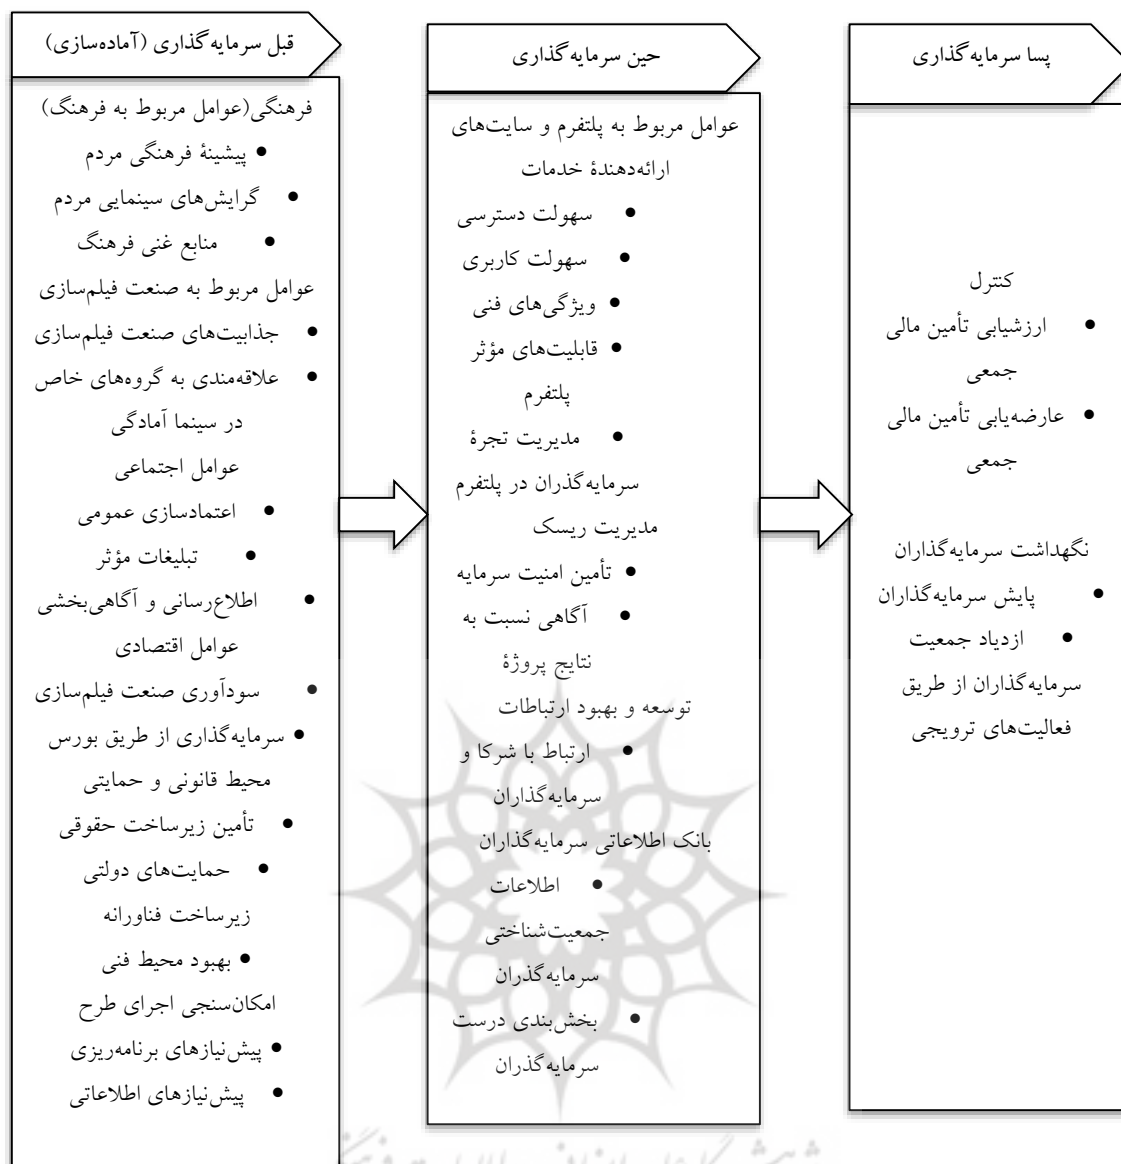 قبل سرمایه‌گذاری (آماده‌سازی)
فرهنگی(عوامل مربوط به فرهنگ)
• پیشینۀ فرهنگی مردم
• گرایش‌های سینمایی مردم
• منابع غنی فرهنگ
عوامل مربوط به صنعت فیلم‌سازی
• جذابیت‌های صنعت فیلم‌سازی
• علاقه‌مندی به گروه‌های خاص
در سینما آمادگی
عوامل اجتماعی
• اعتمادسازی عمومی
• تبلیغات مؤثر
• اطلاع‌رسانی و آگاهی‌بخشی
عوامل اقتصادی
• سودآوری صنعت فیلم‌سازی
• سرمایه‌گذاری از طریق بورس
محیط قانونی و حمایتی
• تأمین زیرساخت حقوقی
• حمایت‌های دولتی
زیرساخت فناورانه
• بهبود محیط فنی
امکان‌سنجی اجرای طرح
• پیش‌نیازهای برنامه‌ریزی
• پیش‌نیازهای اطلاعاتی
حین سرمایه‌گذاری
عوامل مربوط به پلتفرم و سایت‌های
ارائه‌دهندۀ خدمات
• سهولت دسترسی
• سهولت کاربری
• ویژگی‌های فنی
• قابلیت‌های مؤثر
پلتفرم
• مدیریت تجرۀ
سرمایه‌گذران در پلتفرم
مدیریت ریسک
• تأمین امنیت سرمایه
• آگاهی نسبت به
نتایج پروژۀ
توسعه و بهبود ارتباطات
• ارتباط با شرکا و
سرمایه‌گذاران
بانک اطلاعاتی سرمایه‌گذاران
• اطلاعات
جمعیت‌شناختی
سرمایه‌گذران
• بخش‌بندی درست
سرمایه‌گذران
پسا سرمایه‌گذاری
کنترل
• ارزشیابی تأمین مالی
جمعی
• عارضه‌یابی تأمین مالی
جمعی
نگهداشت سرمایه‌گذاران
• پایش سرمایه‌گذاران
• ازدیاد جمعیت
سرمایه‌گذاران از طریق
فعالیت‌های ترویجی